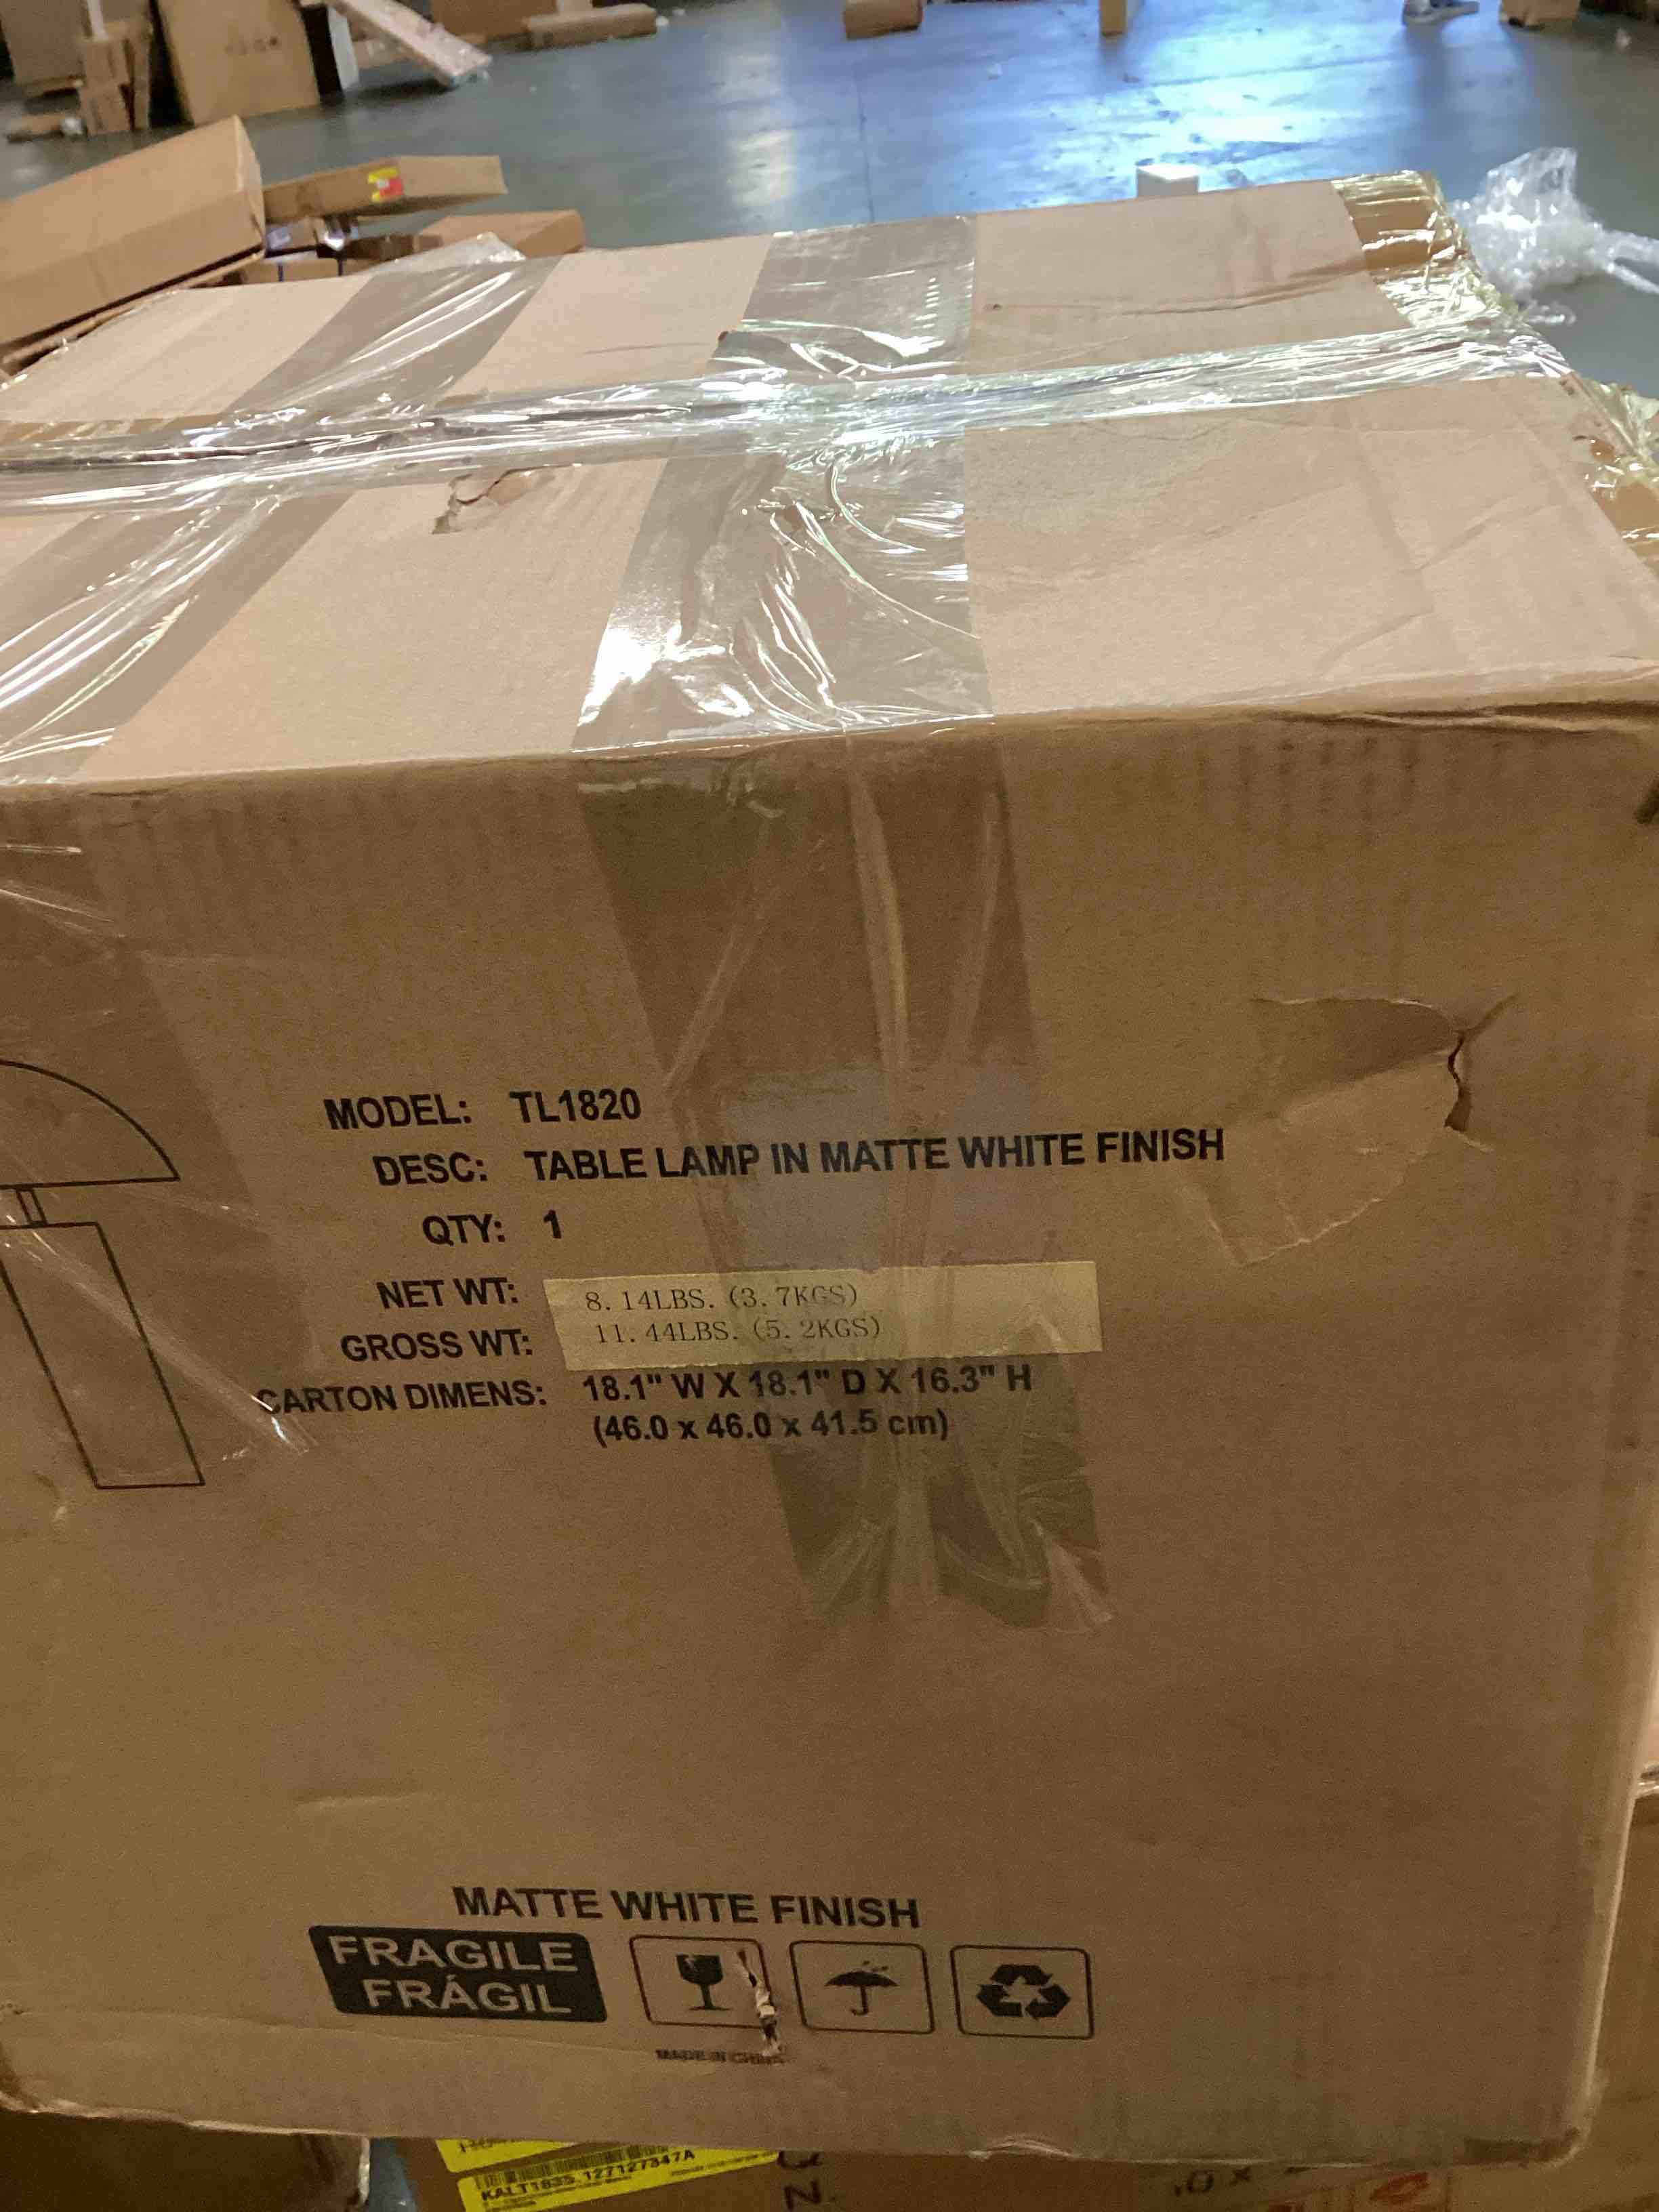 MODEL: TL1820
DESC: TABLE LAMP IN MATTE WHITE FINISH
QTY: 1
NET WT: 8.14LBS. (3.7KGS)
GROSS WT: 11.44LBS. (5.2KGS)
CARTON DIMENS: 18.1" W X 18.1" D X 16.3" H
(46.0 x 46.0 x 41.5 cm)
MATTE WHITE FINISH
FRAGILE
FRÁGIL
MADE IN CHINA
KALT1835.127127347A